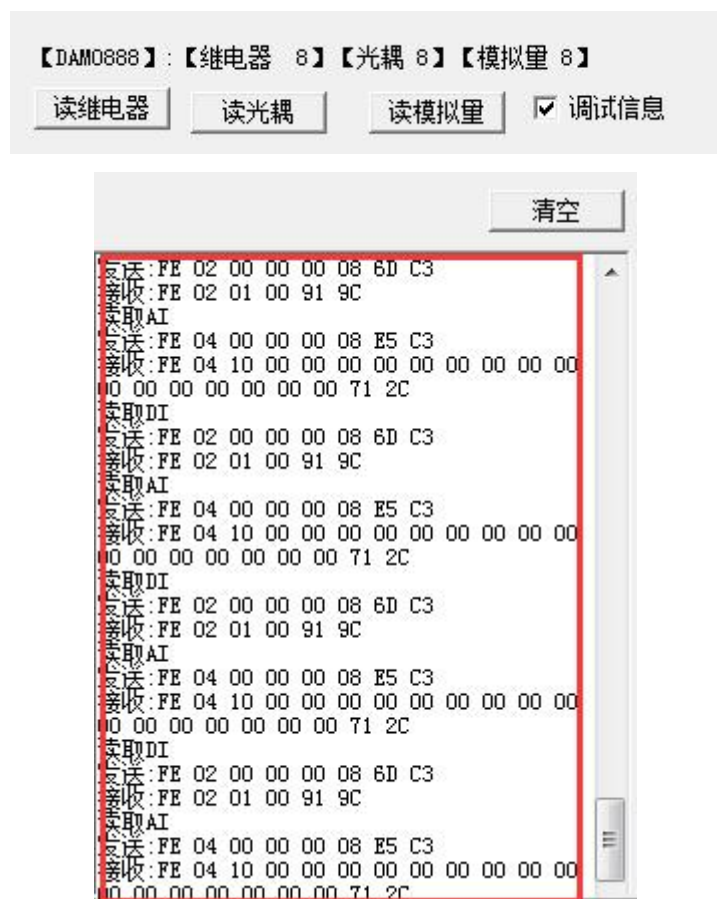 【DAM0888】:【继电器 8】【光耦 8】【模拟量 8】
读继电器 读光耦 读模拟量 调试信息
清空
发送:FE 02 00 00 00 08 6D C3
接收:FE 02 01 00 91 9C
读取AI
发送:FE 04 00 00 00 08 E5 C3
接收:FE 04 10 00 00 00 00 00 00 00 00 00
00 00 00 00 00 00 00 71 2C
读取DI
发送:FE 02 00 00 00 08 6D C3
接收:FE 02 01 00 91 9C
读取AI
发送:FE 04 00 00 00 08 E5 C3
接收:FE 04 10 00 00 00 00 00 00 00 00 00
00 00 00 00 00 00 00 71 2C
读取DI
发送:FE 02 00 00 00 08 6D C3
接收:FE 02 01 00 91 9C
读取AI
发送:FE 04 00 00 00 08 E5 C3
接收:FE 04 10 00 00 00 00 00 00 00 00 00
00 00 00 00 00 00 00 71 2C
读取DI
发送:FE 02 00 00 00 08 6D C3
接收:FE 02 01 00 91 9C
读取AI
发送:FE 04 00 00 00 08 E5 C3
接收:FE 04 10 00 00 00 00 00 00 00 00 00
00 00 00 00 00 00 00 71 2C